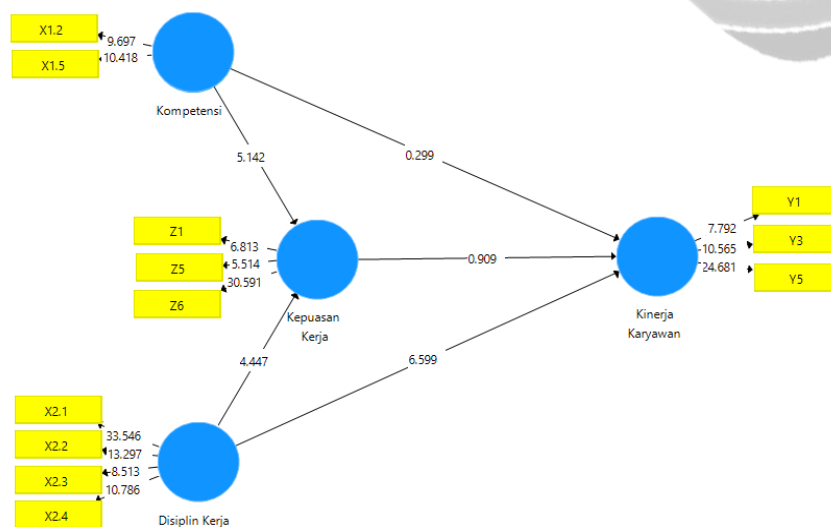 X1.2
9.697
X1.5
10.418
Kompetensi
5.142
0.299
Z1
6.813
Z5
5.514
Z6
30.591
Kepuasan
Kerja
0.909
Y1
7.792
Y3
10.565
Y5
24.681
Kinerja
Karyawan
4.447
6.599
X2.1
33.546
X2.2
13.297
X2.3
8.513
X2.4
10.786
Disiplin Kerja